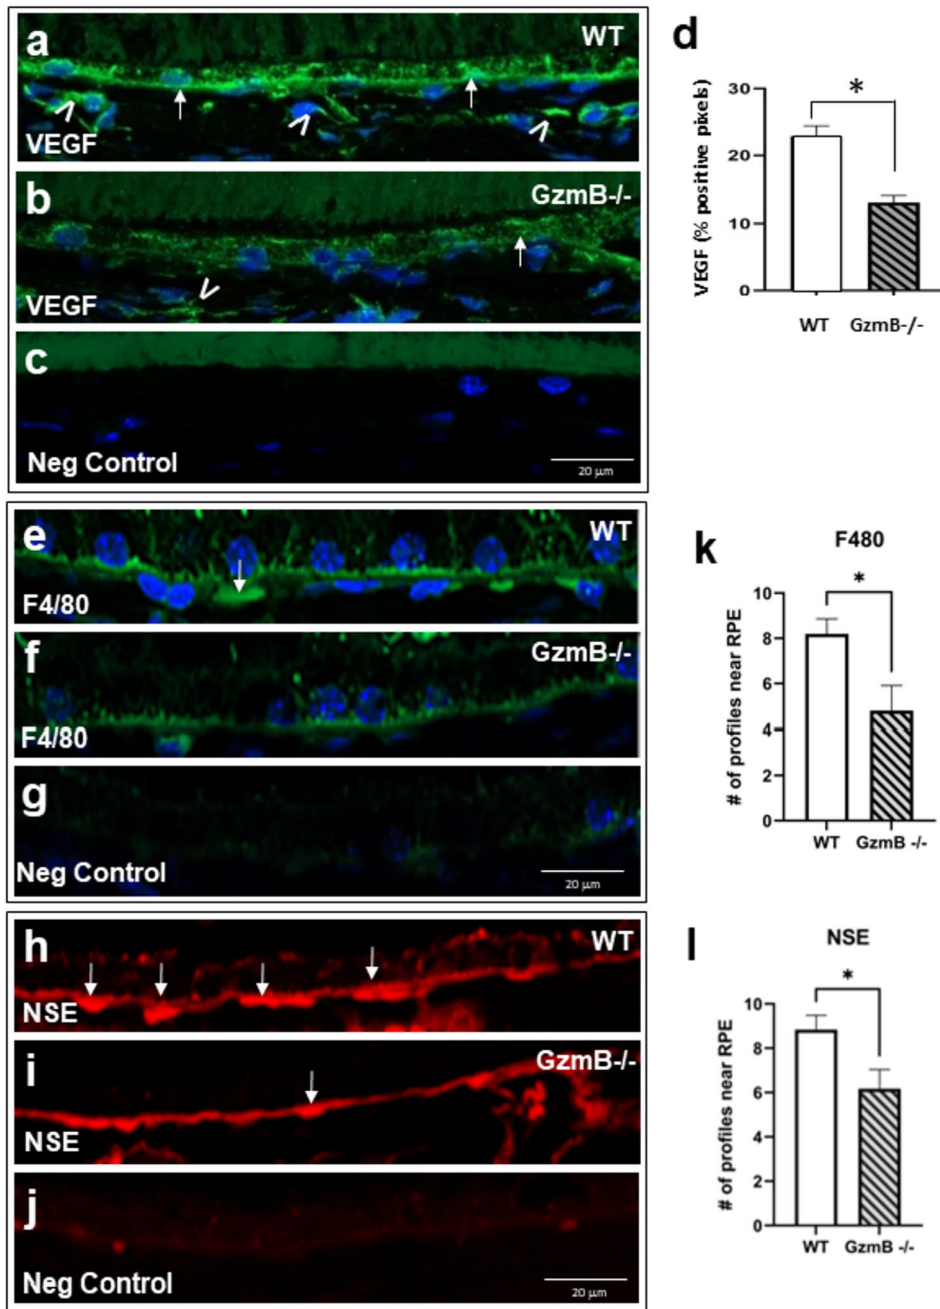 a
WT
VEGF
b
GzmB-/-
VEGF
c
Neg Control
20 µm
d
VEGF (% positive pixels)
30
20
10
0
*
WT
GzmB-/-
e
WT
F4/80
f
GzmB-/-
F4/80
g
Neg Control
20 µm
k
F480
# of profiles near RPE
10
8
6
4
2
0
*
WT
GzmB -/-
h
WT
NSE
i
GzmB-/-
NSE
j
Neg Control
20 µm
l
NSE
# of profiles near RPE
10
8
6
4
2
0
*
WT
GzmB -/-